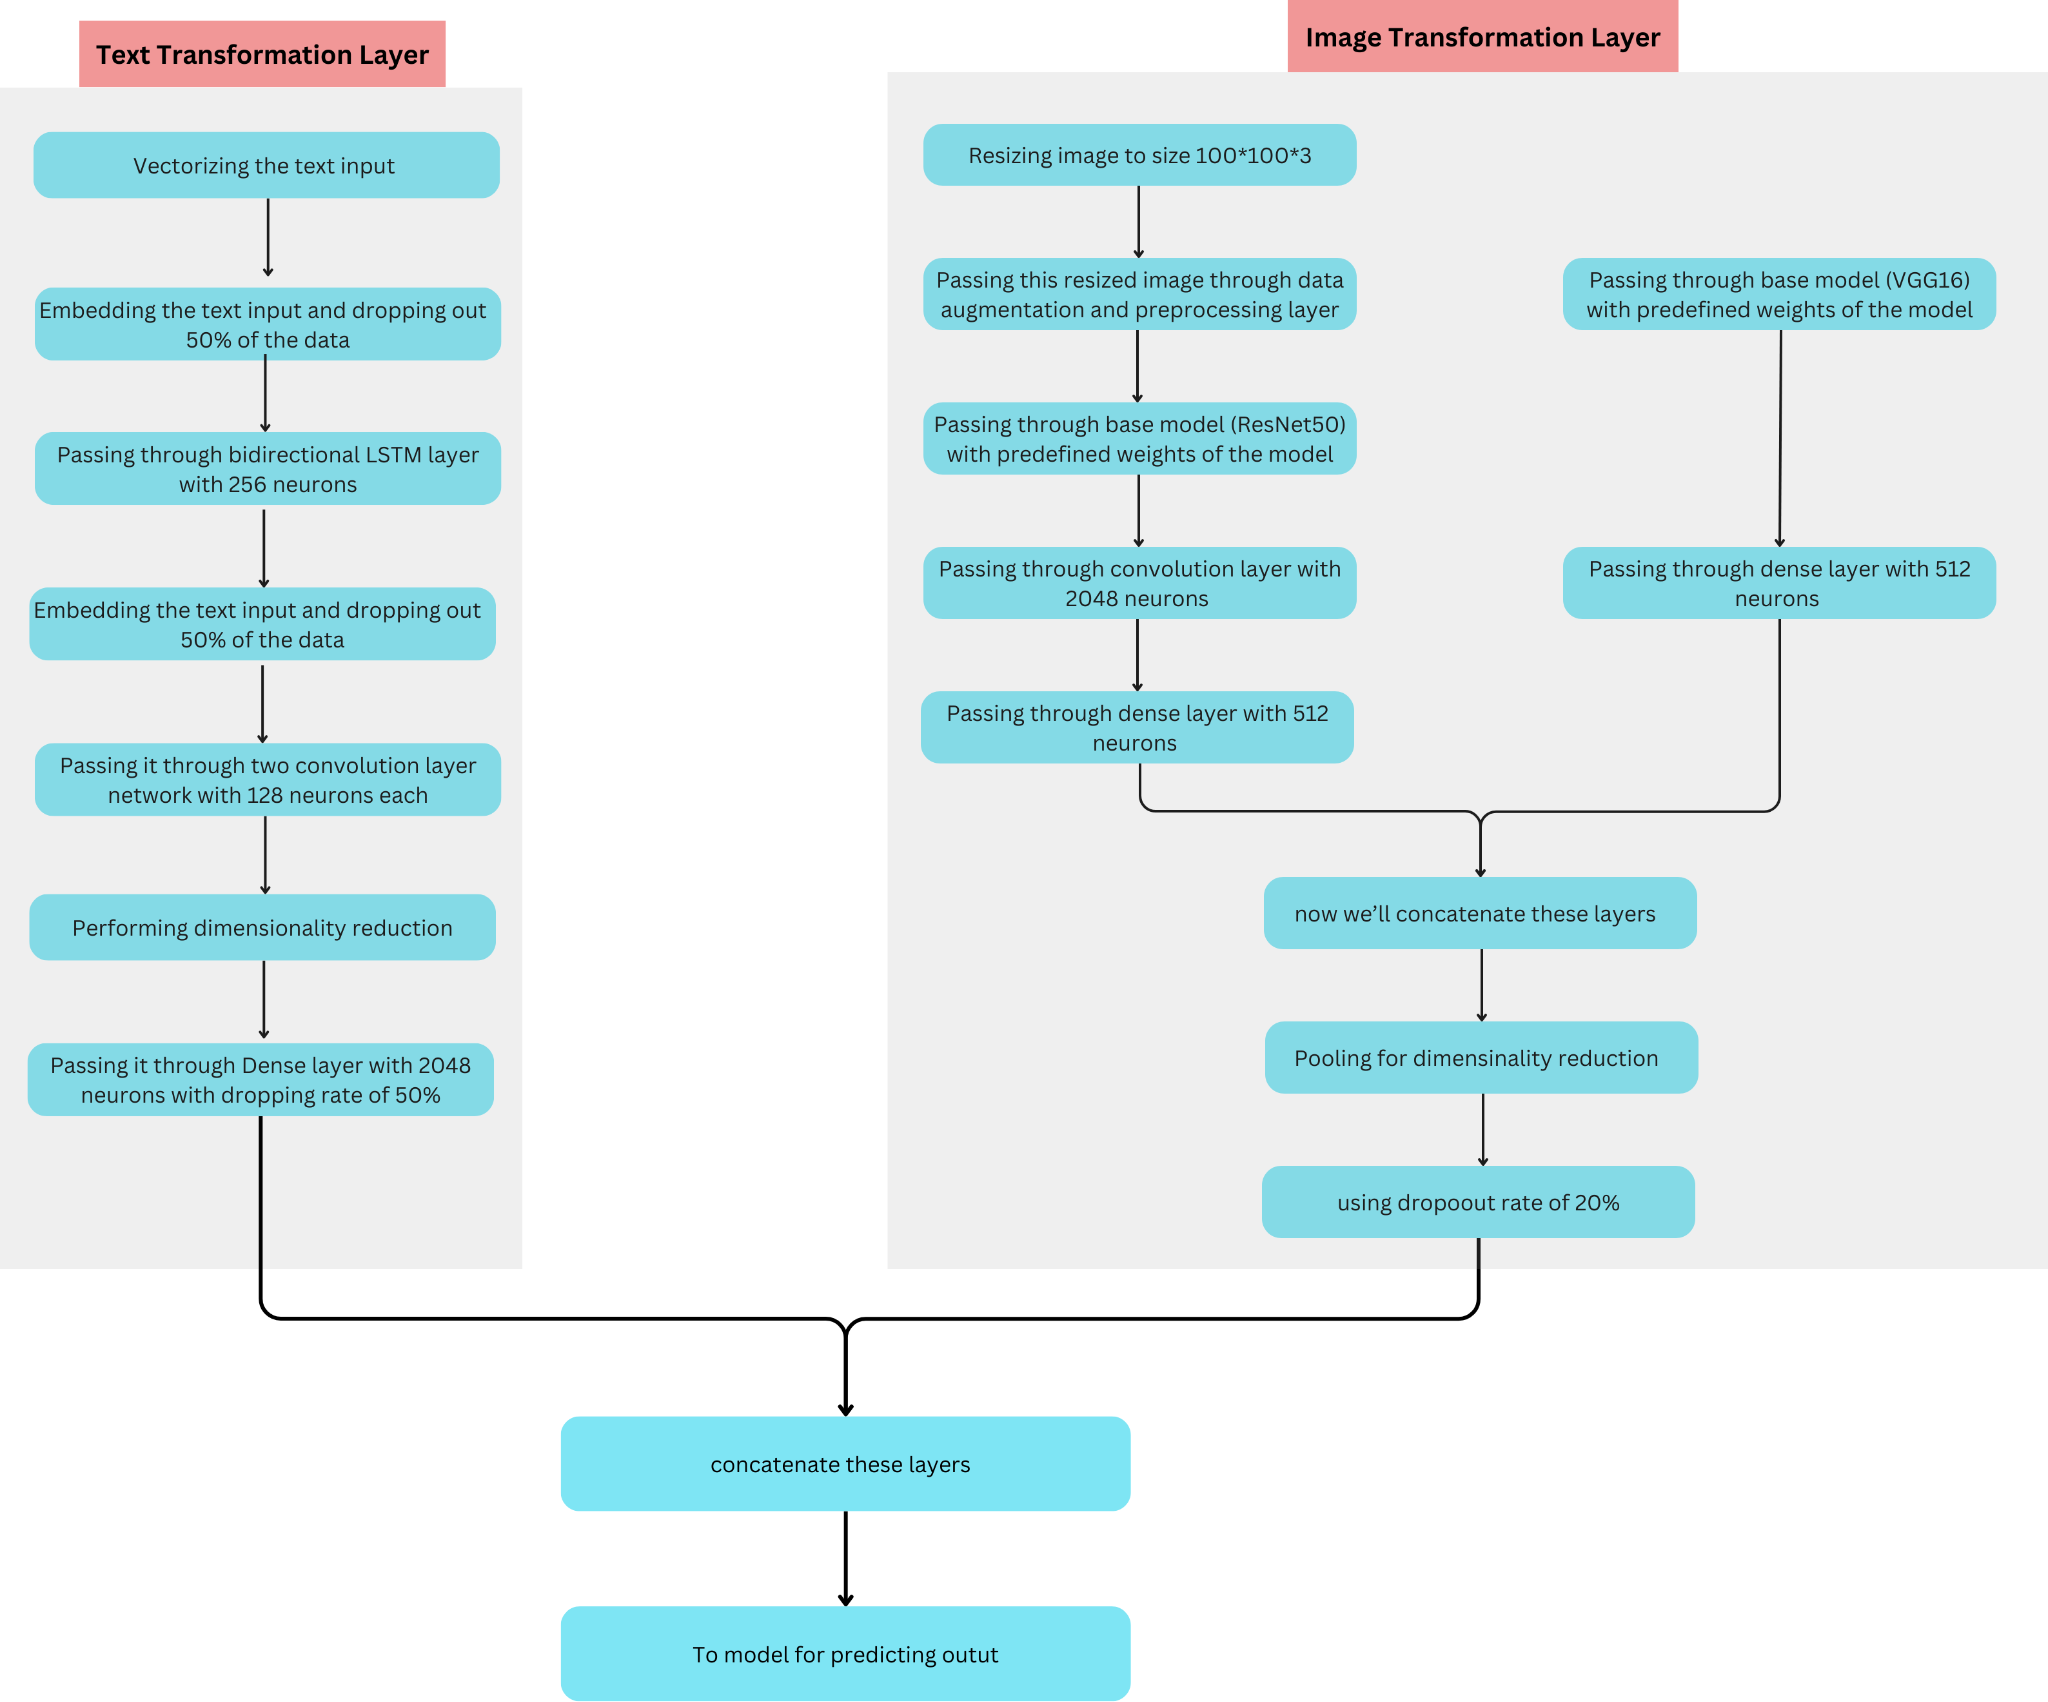 Text Transformation Layer
Vectorizing the text input
Embedding the text input and dropping out
50% of the data
Passing through bidirectional LSTM layer
with 256 neurons
Embedding the text input and dropping out
50% of the data
Passing it through two convolution layer
network with 128 neurons each
Performing dimensionality reduction
Passing it through Dense layer with 2048
neurons with dropping rate of 50%
Image Transformation Layer
Resizing image to size 100*100*3
Passing this resized image through data
augmentation and preprocessing layer
Passing through base model (ResNet50)
with predefined weights of the model
Passing through convolution layer with
2048 neurons
Passing through dense layer with 512
neurons
Passing through base model (VGG16)
with predefined weights of the model
Passing through dense layer with 512
neurons
now we’ll concatenate these layers
Pooling for dimensinality reduction
using dropoout rate of 20%
concatenate these layers
To model for predicting outut